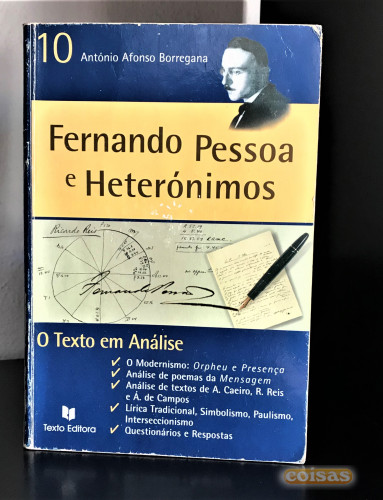 10 António Afonso Borregana
Fernando Pessoa
e Heterónimos
Ricardo Reis
Fernando Pessoa
O Texto em Análise
✓ O Modernismo: Orpheu e Presença
✓ Análise de poemas da Mensagem
✓ Análise de textos de A. Caeiro, R. Reis
e Á. de Campos
✓ Lírica Tradicional, Simbolismo, Paulismo,
Interseccionismo
✓ Questionários e Respostas
Texto Editora
coisas